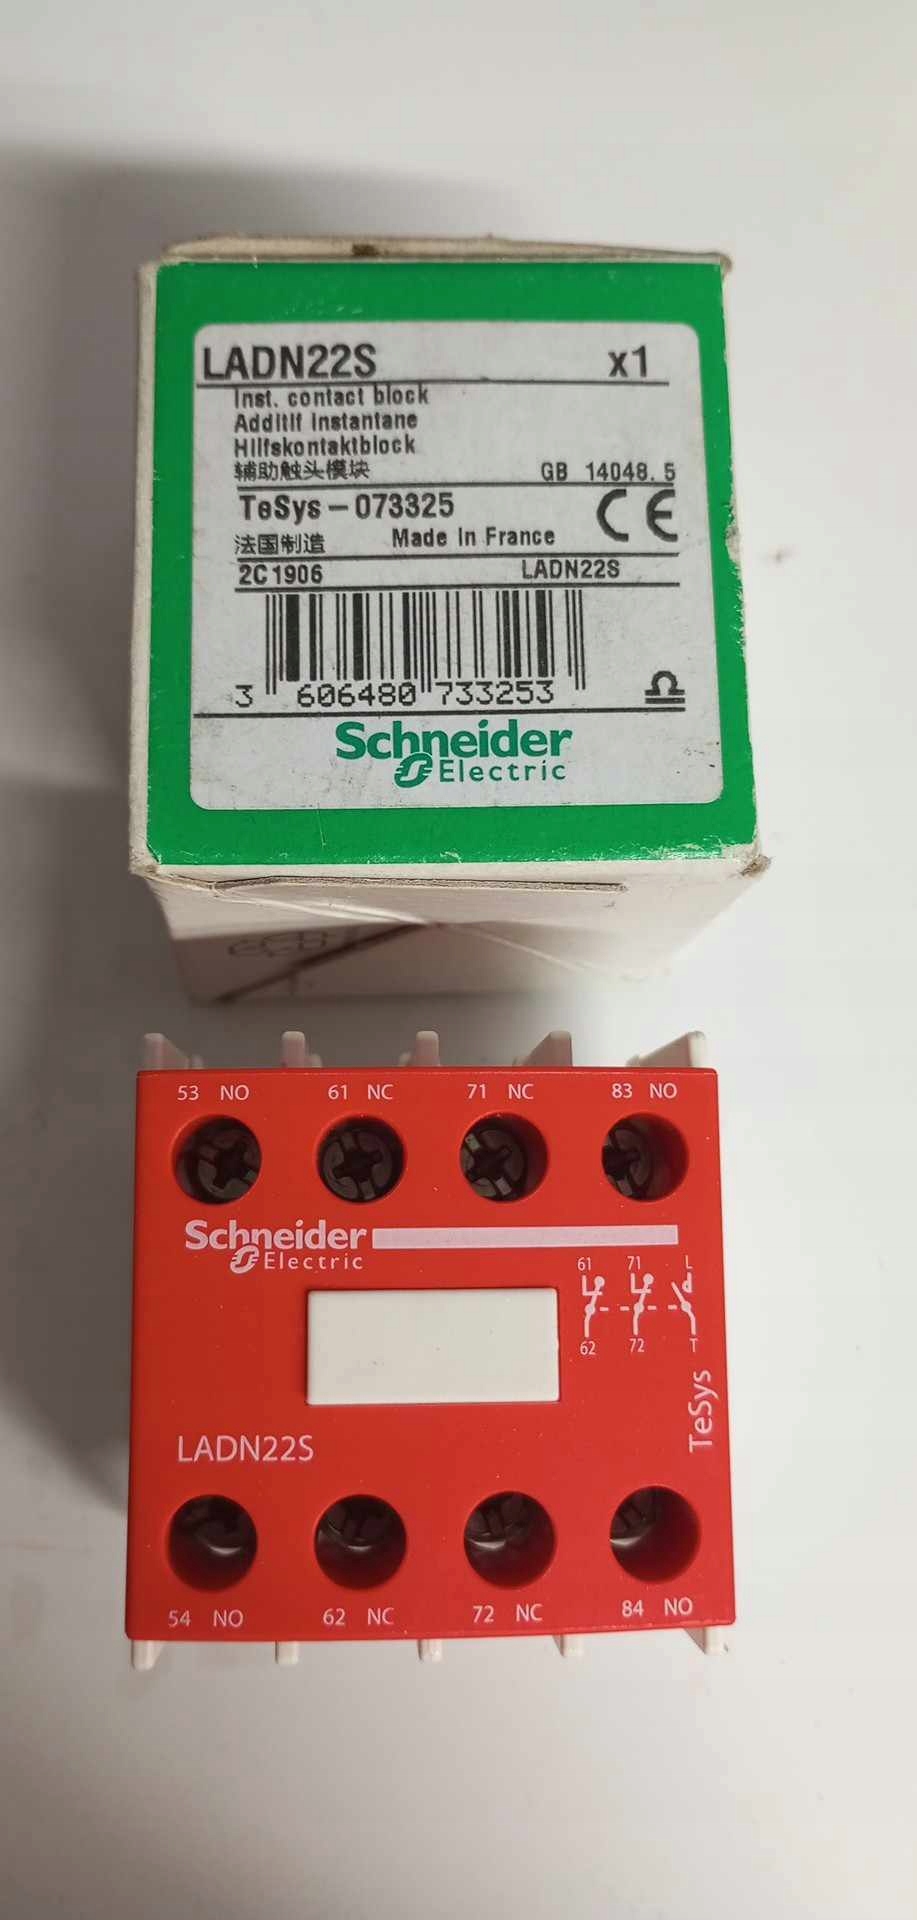 LADN22S x1
Inst. contact block
Additif instantane
Hilfskontaktblock
辅助触头模块 GB 14048.5
TeSys-073325 CE
法国制造 Made in France
2C1906 LADN22S
3 606480 733253
Schneider
Electric
53 NO 61 NC 71 NC 83 NO
Schneider
Electric
61 71 L
62 72 T
TeSys
LADN22S
54 NO 62 NC 72 NC 84 NO